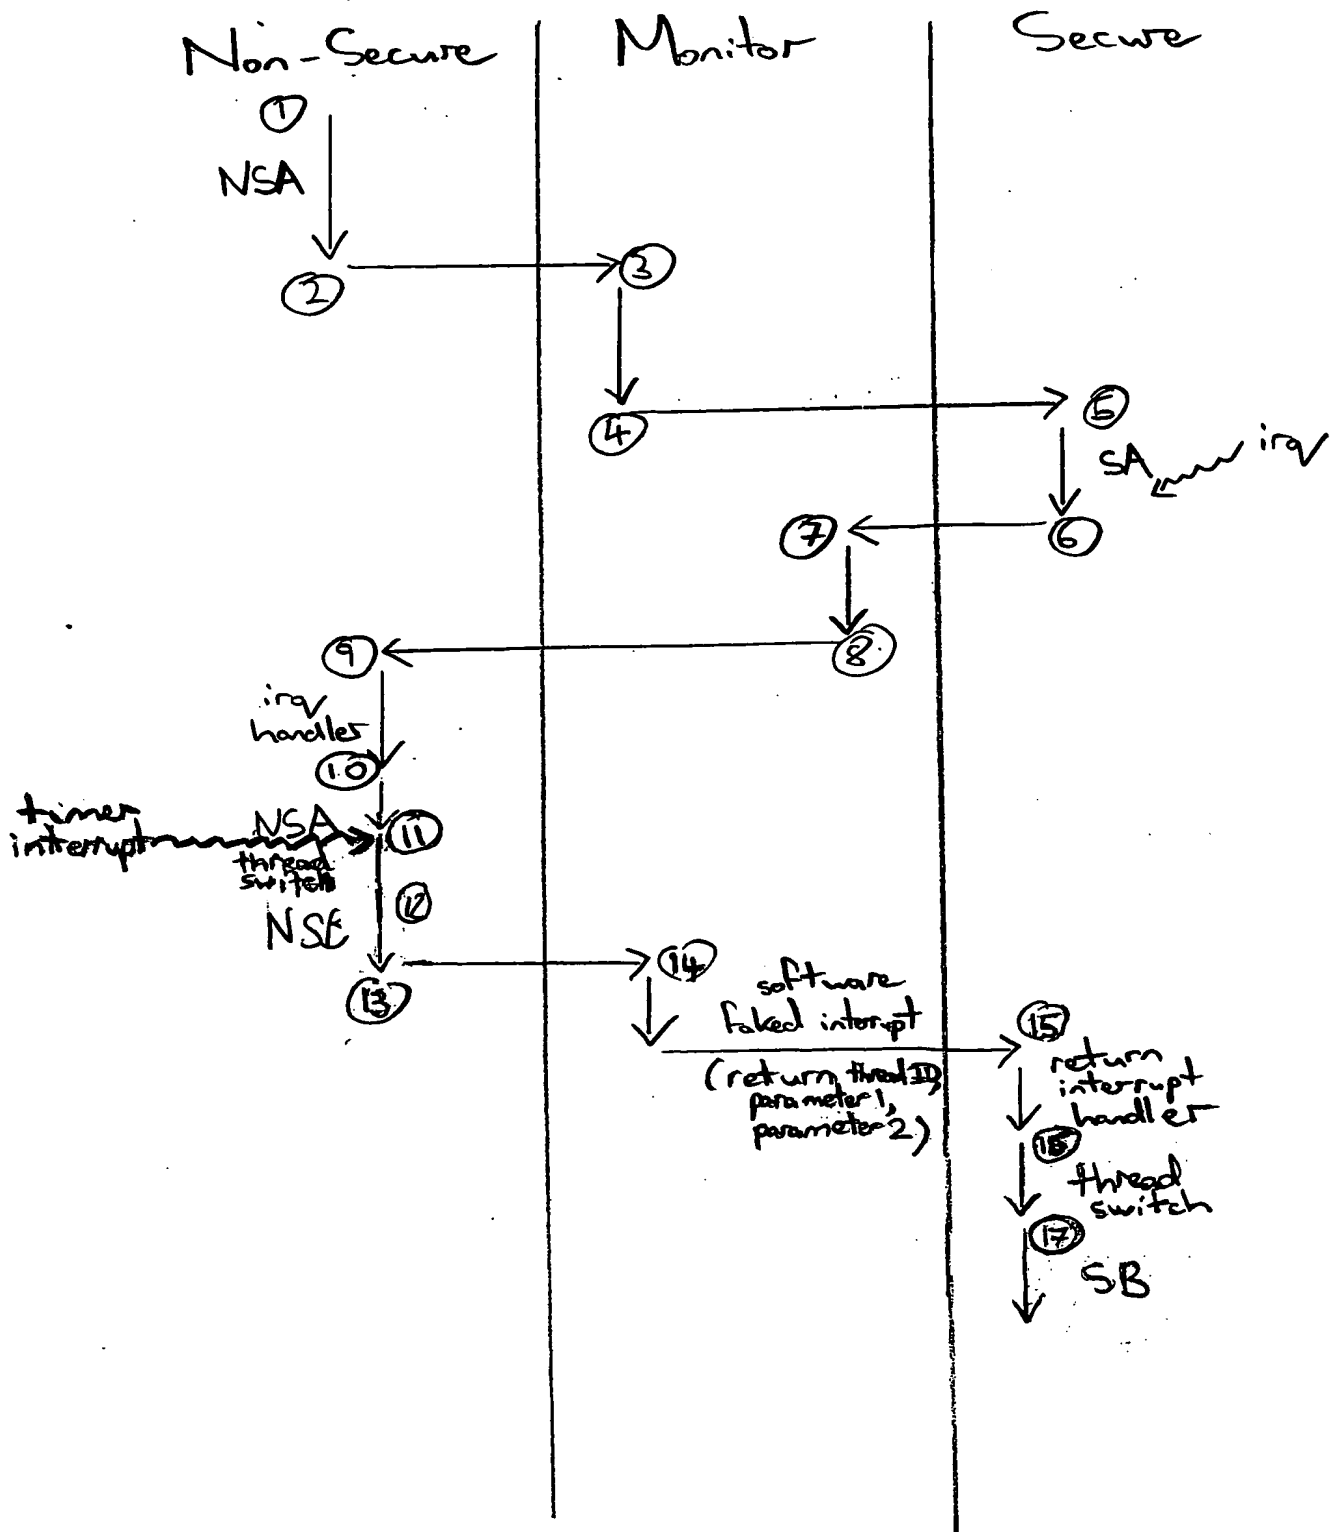 Non-Secure
Monitor
Secure
1
NSA
2
3
4
5
SA
irq
6
7
8
9
irq
handler
10
timer
interrupt
NSA
11
thread
switch
12
NSE
13
14
software
faked interrupt
(return thread ID,
parameter 1,
parameter 2)
15
return
interrupt
handler
16
thread
switch
17
SB